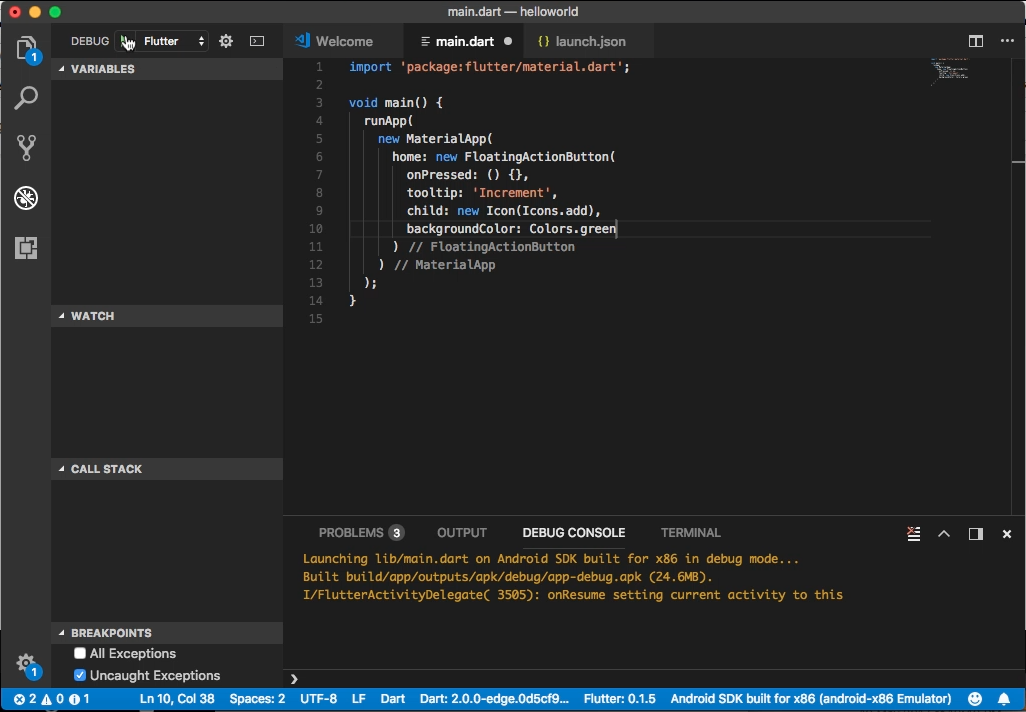 main.dart — helloworld
DEBUG Flutter
Welcome main.dart {} launch.json
1
VARIABLES
WATCH
CALL STACK
BREAKPOINTS
All Exceptions
Uncaught Exceptions
1
1 import 'package:flutter/material.dart';
2
3 void main() {
4 runApp(
5 new MaterialApp(
6 home: new FloatingActionButton(
7 onPressed: () {},
8 tooltip: 'Increment',
9 child: new Icon(Icons.add),
10 backgroundColor: Colors.green
11 ) // FloatingActionButton
12 ) // MaterialApp
13 );
14 }
15
PROBLEMS 3 OUTPUT DEBUG CONSOLE TERMINAL
Launching lib/main.dart on Android SDK built for x86 in debug mode...
Built build/app/outputs/apk/debug/app-debug.apk (24.6MB).
I/FlutterActivityDelegate( 3505): onResume setting current activity to this
2 0 1 Ln 10, Col 38 Spaces: 2 UTF-8 LF Dart Dart: 2.0.0-edge.0d5cf9... Flutter: 0.1.5 Android SDK built for x86 (android-x86 Emulator)